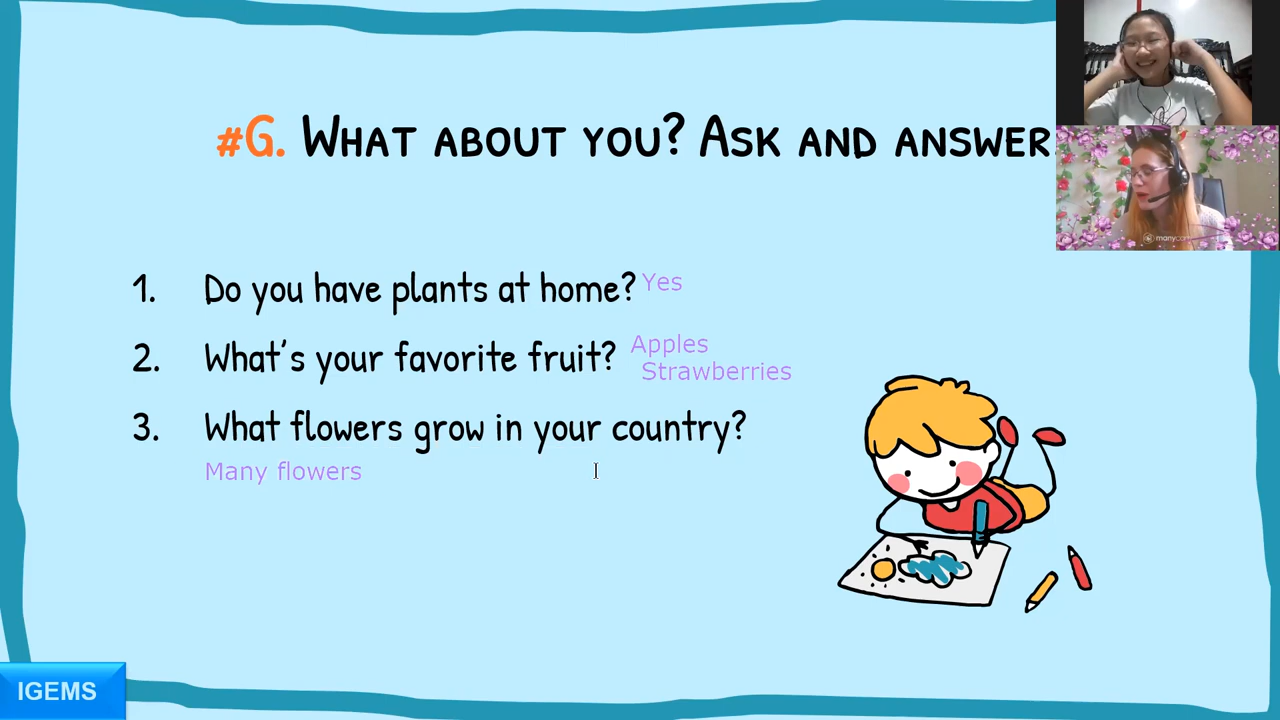 #G. What about you? Ask and answer.
1. Do you have plants at home? Yes
2. What's your favorite fruit? Apples
Strawberries
3. What flowers grow in your country?
Many flowers
IGEMS